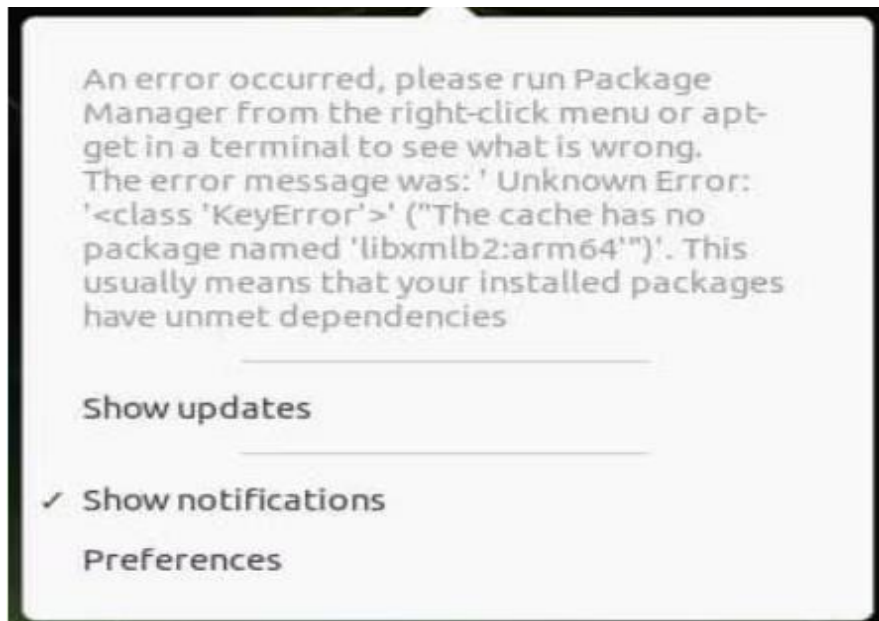 An error occurred, please run Package
Manager from the right-click menu or apt-
get in a terminal to see what is wrong.
The error message was: ' Unknown Error:
'<class 'KeyError'>' ("The cache has no
package named 'libxmlb2:arm64'")'. This
usually means that your installed packages
have unmet dependencies
Show updates
✓ Show notifications
Preferences